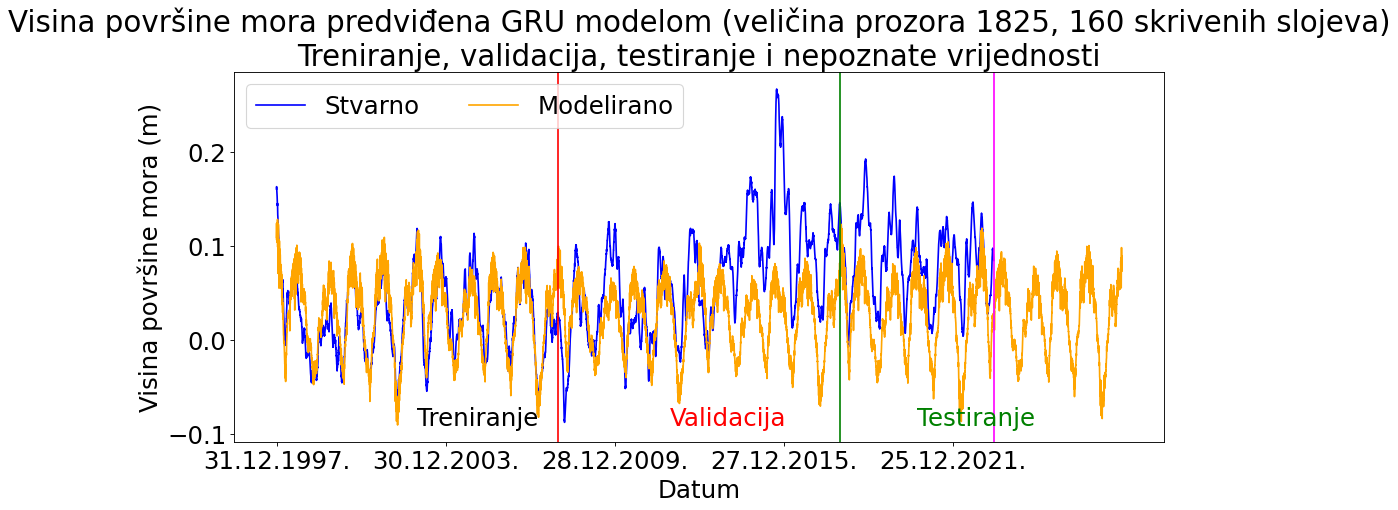 Visina površine mora predviđena GRU modelom (veličina prozora 1825, 160 skrivenih slojeva)
Treniranje, validacija, testiranje i nepoznate vrijednosti
Stvarno Modelirano
Visina površine mora (m)
0.2
0.1
0.0
−0.1
Treniranje Validacija Testiranje
31.12.1997. 30.12.2003. 28.12.2009. 27.12.2015. 25.12.2021.
Datum